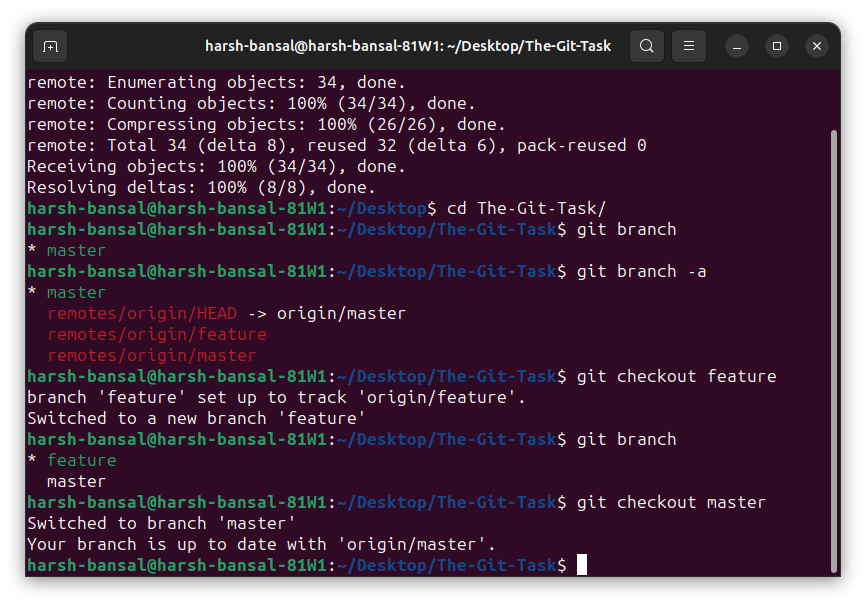 harsh-bansal@harsh-bansal-81W1: ~/Desktop/The-Git-Task
remote: Enumerating objects: 34, done.
remote: Counting objects: 100% (34/34), done.
remote: Compressing objects: 100% (26/26), done.
remote: Total 34 (delta 8), reused 32 (delta 6), pack-reused 0
Receiving objects: 100% (34/34), done.
Resolving deltas: 100% (8/8), done.
harsh-bansal@harsh-bansal-81W1:~/Desktop$ cd The-Git-Task/
harsh-bansal@harsh-bansal-81W1:~/Desktop/The-Git-Task$ git branch
* master
harsh-bansal@harsh-bansal-81W1:~/Desktop/The-Git-Task$ git branch -a
* master
  remotes/origin/HEAD -> origin/master
  remotes/origin/feature
  remotes/origin/master
harsh-bansal@harsh-bansal-81W1:~/Desktop/The-Git-Task$ git checkout feature
branch 'feature' set up to track 'origin/feature'.
Switched to a new branch 'feature'
harsh-bansal@harsh-bansal-81W1:~/Desktop/The-Git-Task$ git branch
* feature
  master
harsh-bansal@harsh-bansal-81W1:~/Desktop/The-Git-Task$ git checkout master
Switched to branch 'master'
Your branch is up to date with 'origin/master'.
harsh-bansal@harsh-bansal-81W1:~/Desktop/The-Git-Task$